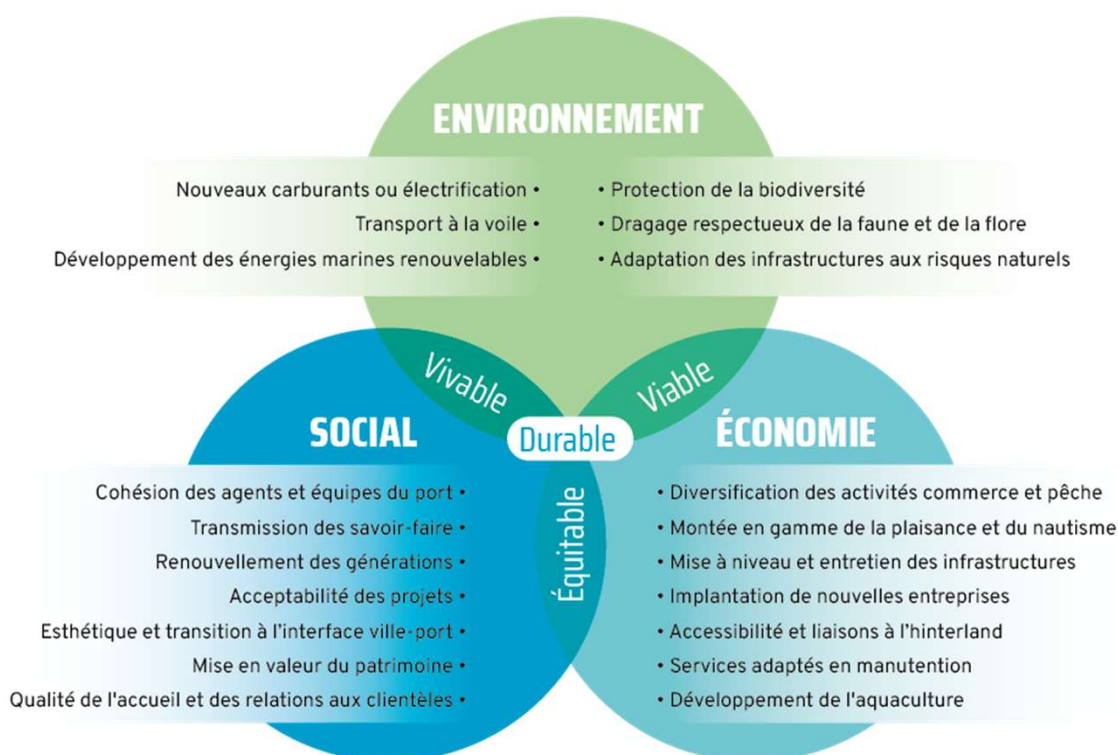 ENVIRONNEMENT
Nouveaux carburants ou électrification •
Transport à la voile •
Développement des énergies marines renouvelables •
• Protection de la biodiversité
• Dragage respectueux de la faune et de la flore
• Adaptation des infrastructures aux risques naturels
Vivable
Viable
Durable
Équitable
SOCIAL
Cohésion des agents et équipes du port •
Transmission des savoir-faire •
Renouvellement des générations •
Acceptabilité des projets •
Esthétique et transition à l'interface ville-port •
Mise en valeur du patrimoine •
Qualité de l'accueil et des relations aux clientèles •
ÉCONOMIE
• Diversification des activités commerce et pêche
• Montée en gamme de la plaisance et du nautisme
• Mise à niveau et entretien des infrastructures
• Implantation de nouvelles entreprises
• Accessibilité et liaisons à l'hinterland
• Services adaptés en manutention
• Développement de l'aquaculture